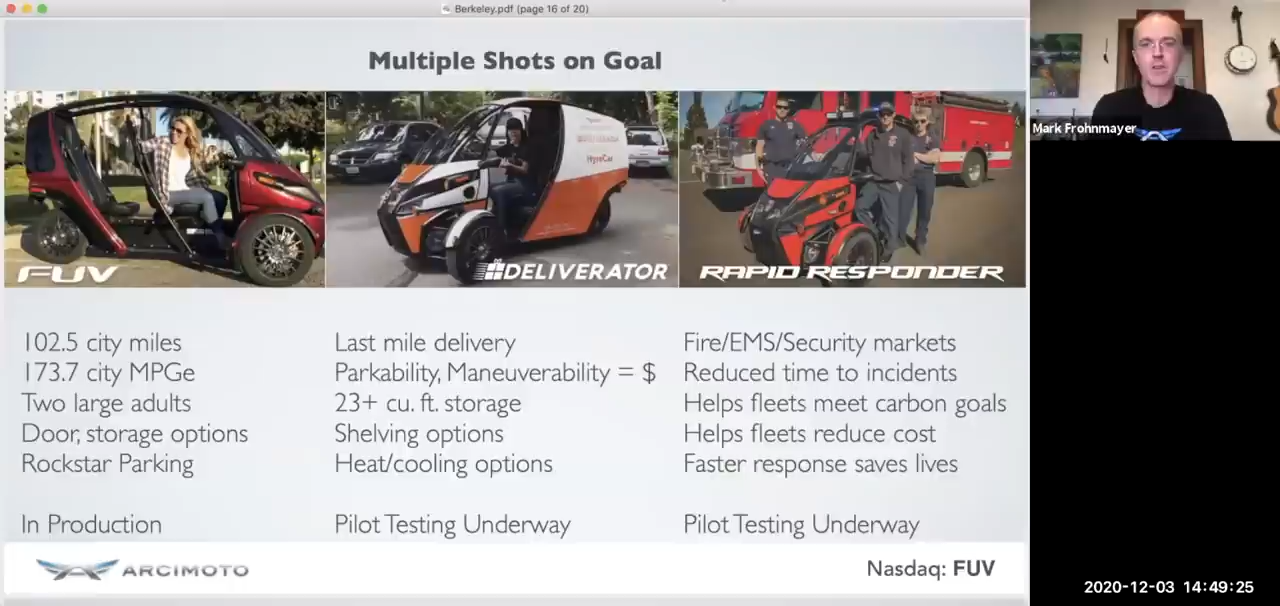 Berkeley.pdf (page 16 of 20)
Multiple Shots on Goal
Mark Frohnmayer
HyreCar
FUV
DELIVERATOR
RAPID RESPONDER
102.5 city miles
173.7 city MPGe
Two large adults
Door, storage options
Rockstar Parking
In Production
Last mile delivery
Parkability, Maneuverability = $
23+ cu. ft. storage
Shelving options
Heat/cooling options
Pilot Testing Underway
Fire/EMS/Security markets
Reduced time to incidents
Helps fleets meet carbon goals
Helps fleets reduce cost
Faster response saves lives
Pilot Testing Underway
ARCIMOTO
Nasdaq: FUV
2020-12-03 14:49:25